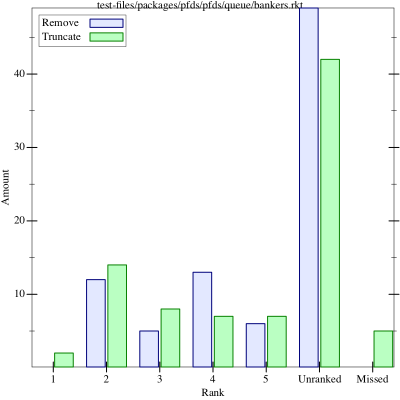 test-files/packages/pfds/pfds/queue/bankers.rkt
Remove
Truncate
40
30
20
10
Amount
1 2 3 4 5 Unranked Missed
Rank